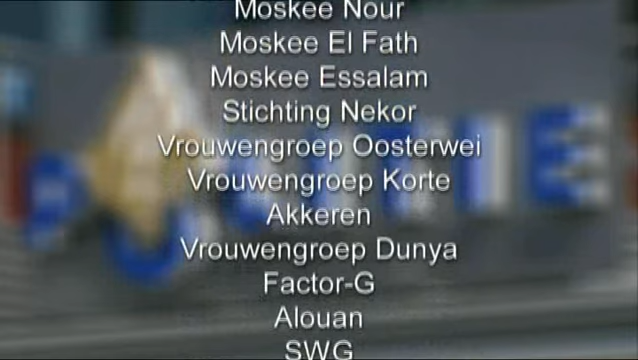 Moskee Nour
Moskee El Fath
Moskee Essalam
Stichting Nekor
Vrouwengroep Oosterwei
Vrouwengroep Korte
Akkeren
Vrouwengroep Dunya
Factor-G
Alouan
SWG